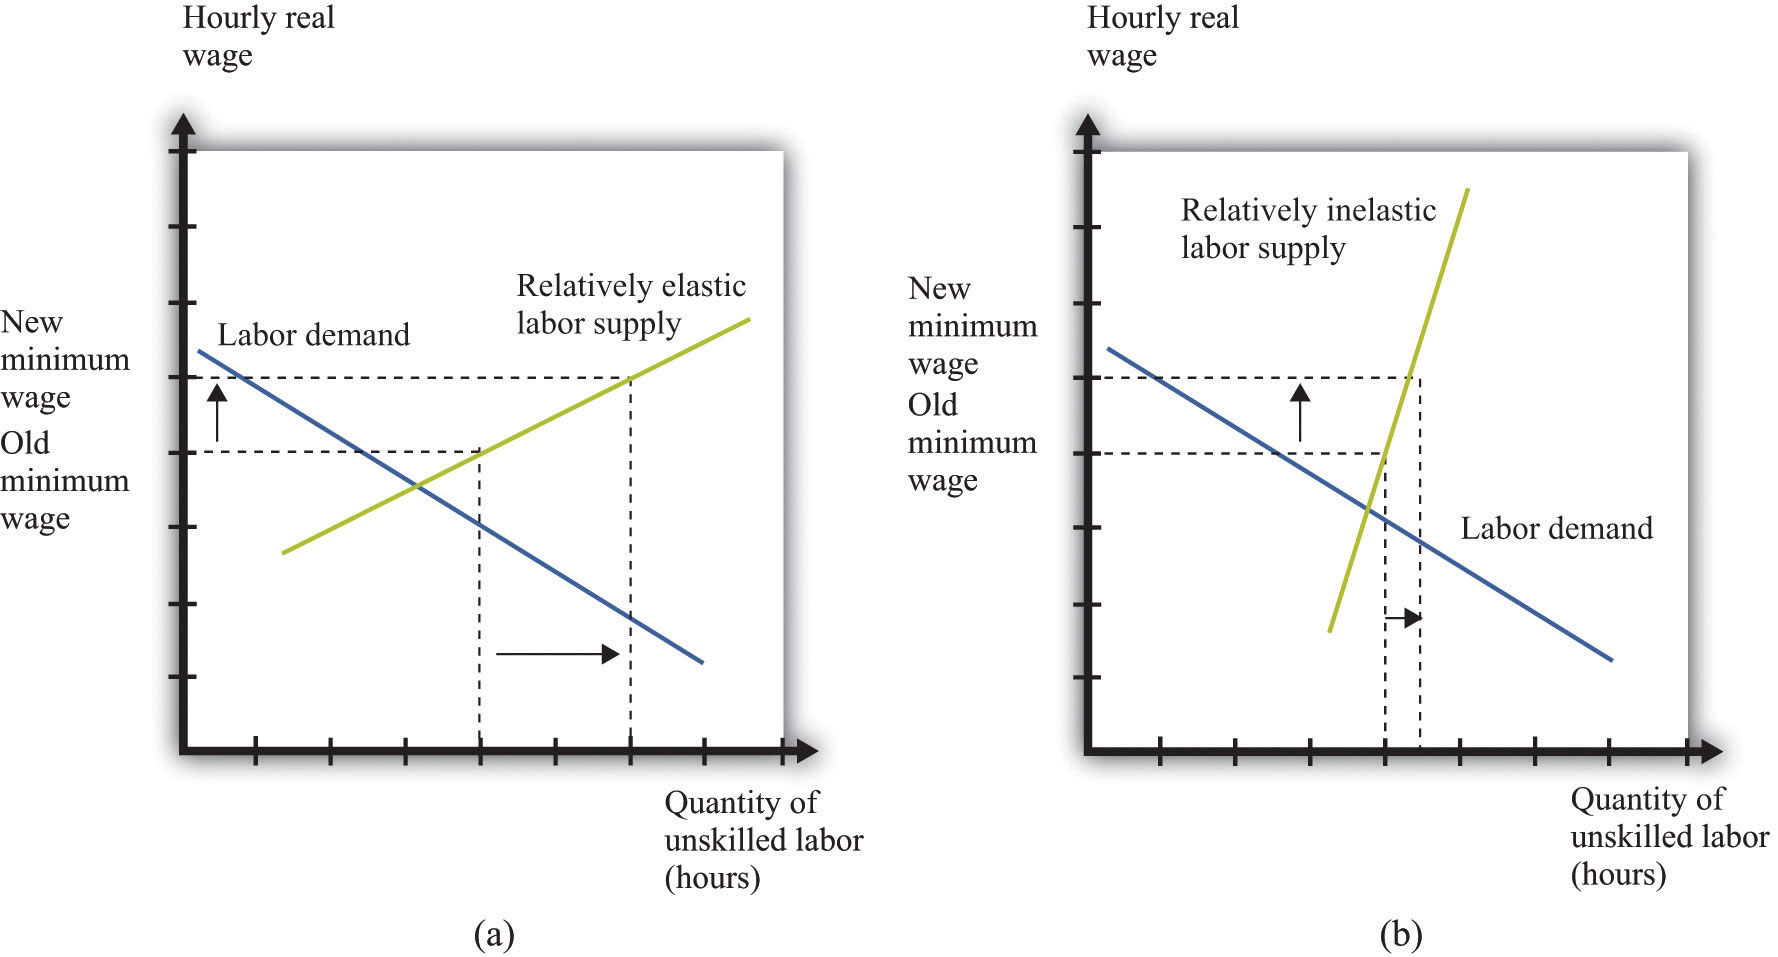 Hourly real
wage
New
minimum
wage
Old
minimum
wage
Labor demand
Relatively elastic
labor supply
Quantity of
unskilled labor
(hours)
(a)
Hourly real
wage
New
minimum
wage
Old
minimum
wage
Relatively inelastic
labor supply
Labor demand
Quantity of
unskilled labor
(hours)
(b)